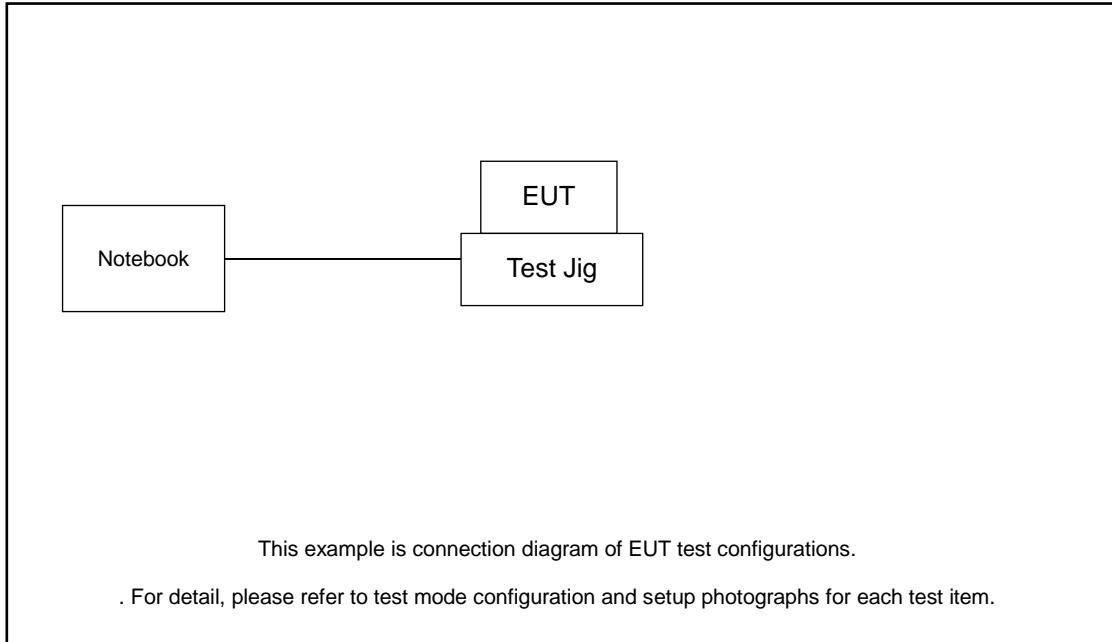 EUT
Notebook
Test Jig
This example is connection diagram of EUT test configurations.
. For detail, please refer to test mode configuration and setup photographs for each test item.